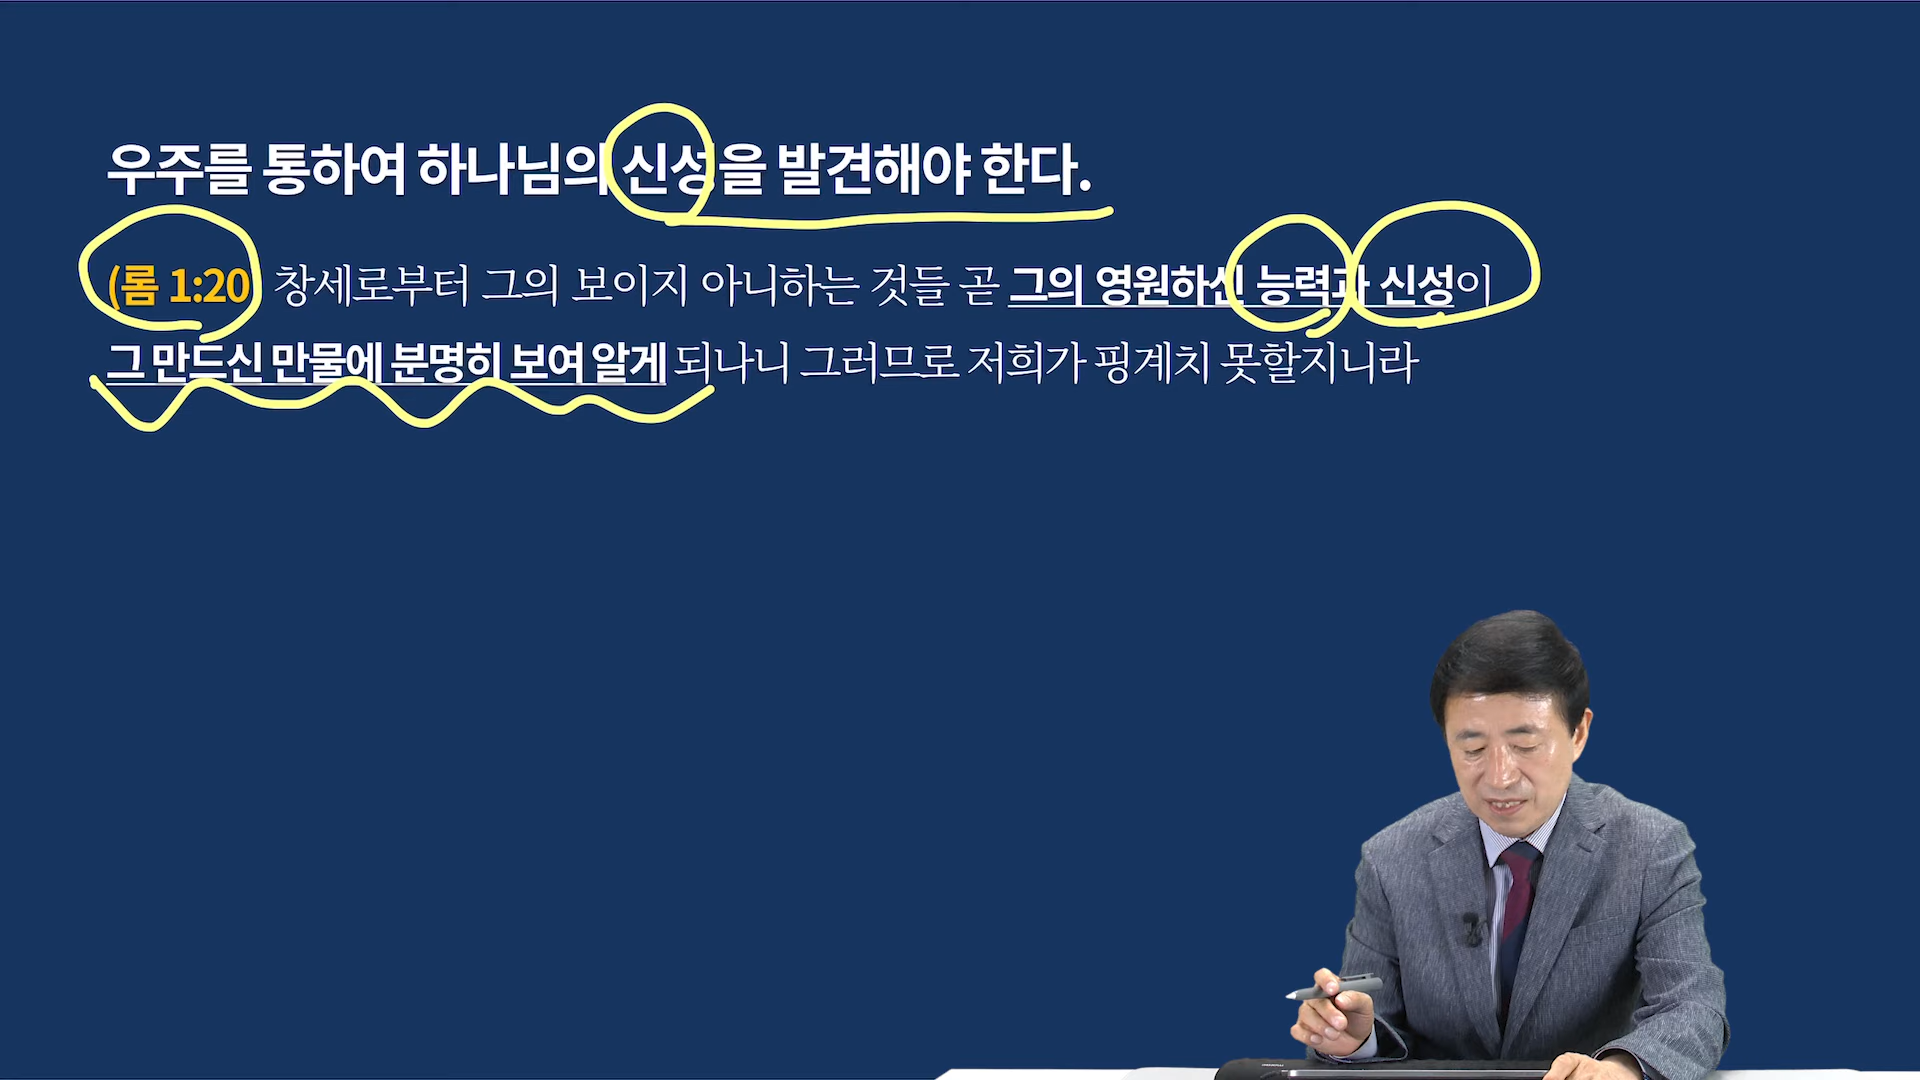 우주를 통하여 하나님의 신성을 발견해야 한다.
(롬 1:20) 창세로부터 그의 보이지 아니하는 것들 곧 그의 영원하신 능력과 신성이
그 만드신 만물에 분명히 보여 알게 되나니 그러므로 저희가 핑계치 못할지니라